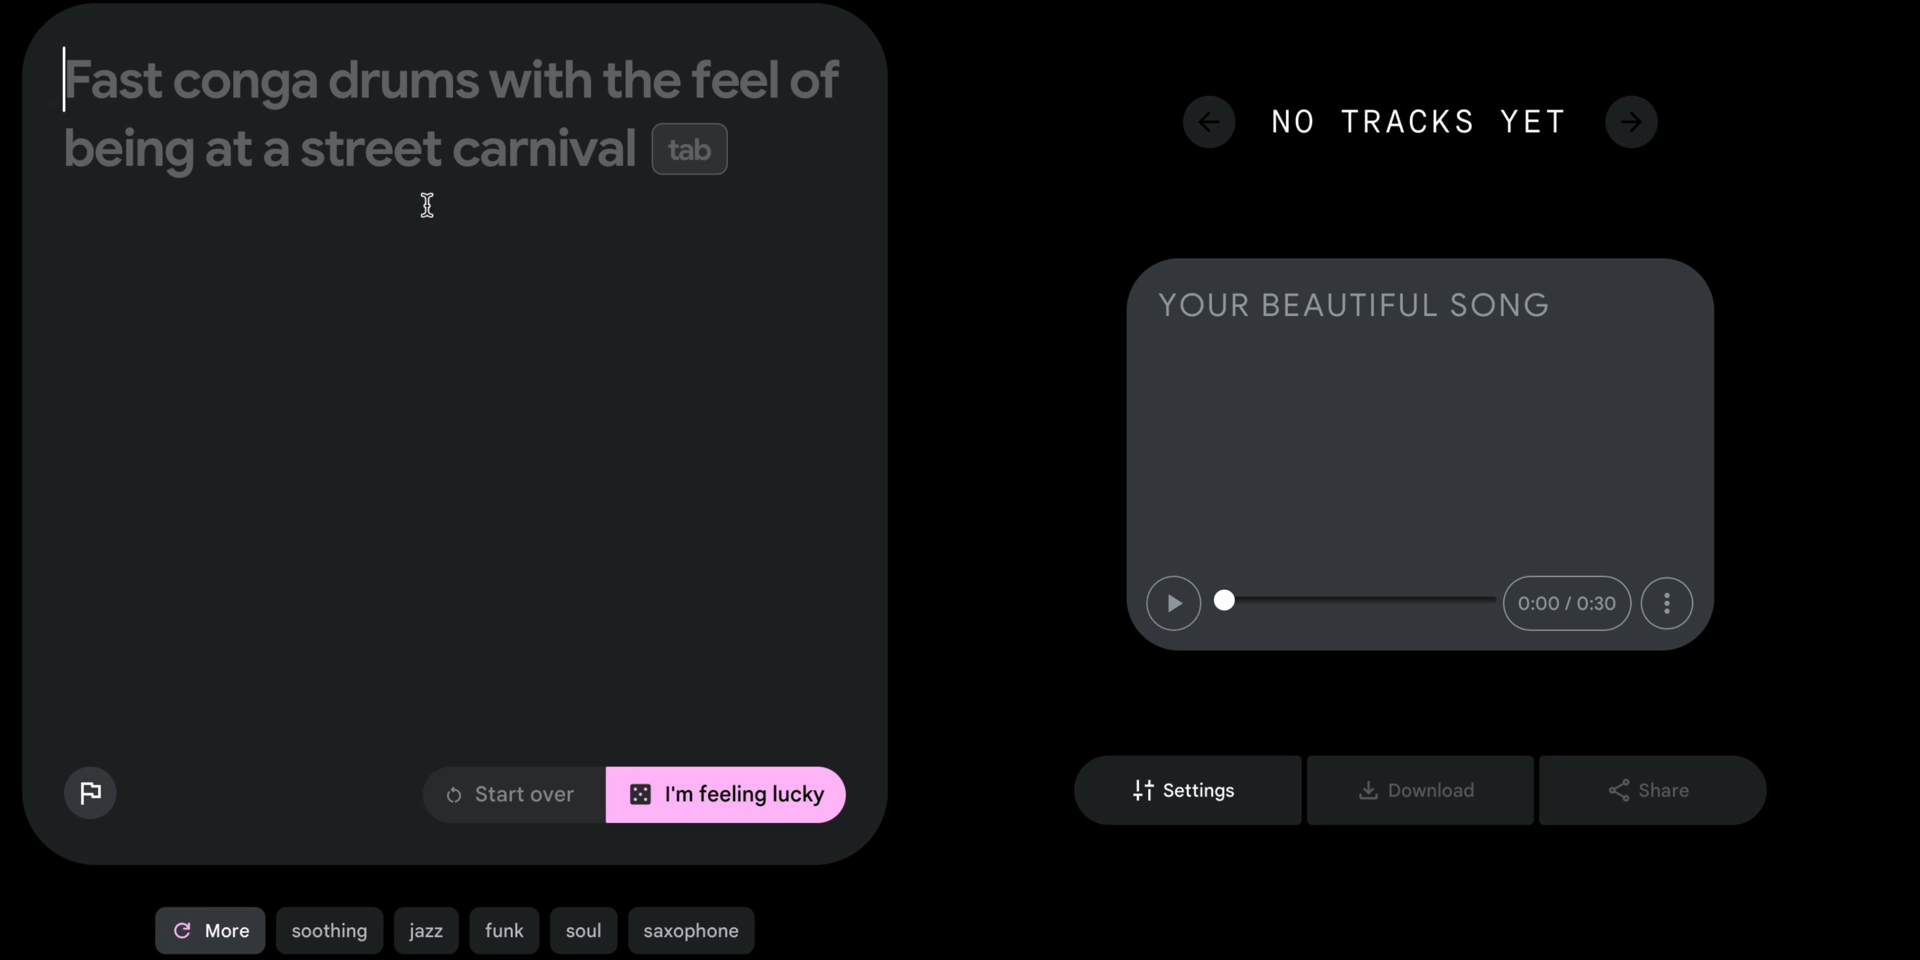 Fast conga drums with the feel of
being at a street carnival tab
Start over
I'm feeling lucky
More
soothing
jazz
funk
soul
saxophone
NO TRACKS YET
YOUR BEAUTIFUL SONG
0:00 / 0:30
Settings
Download
Share